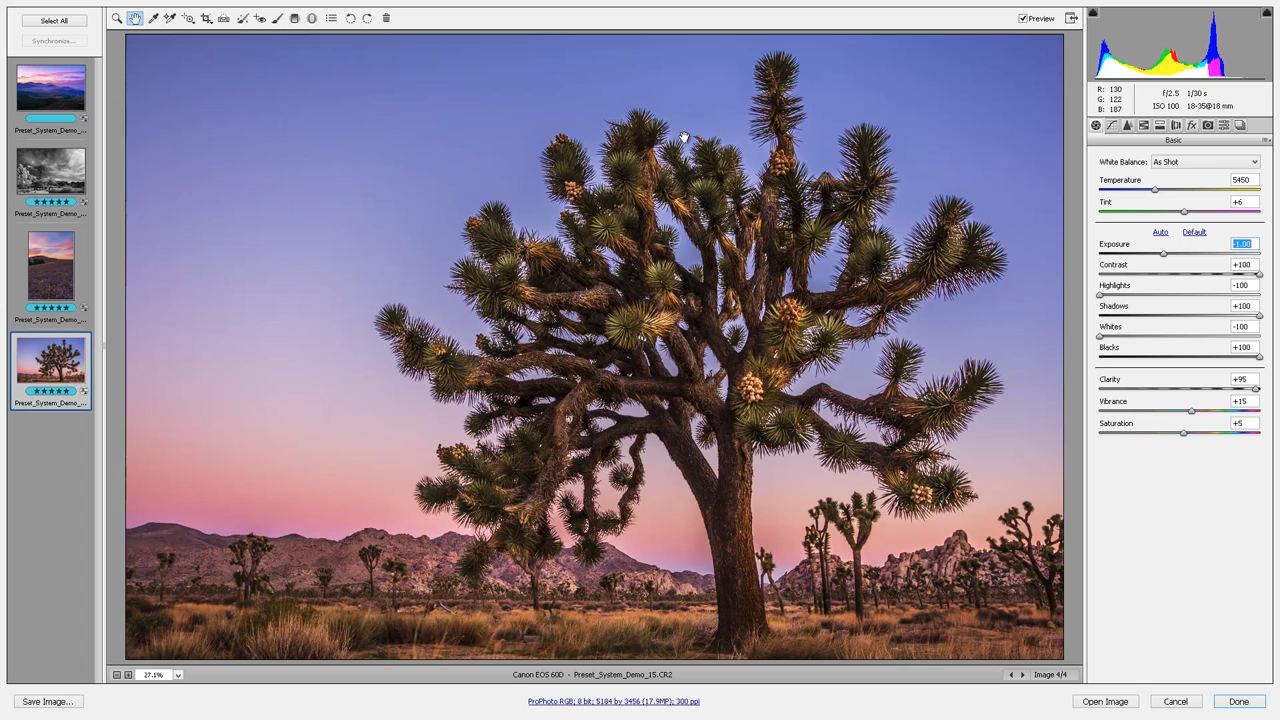 Select All
Synchronize...
Preset_System_Demo_...
Preset_System_Demo_...
Preset_System_Demo_...
Preset_System_Demo_...
Save Image...
Preview
27.1%
Canon EOS 60D - Preset_System_Demo_15.CR2
Image 4/4
ProPhoto RGB; 8 bit; 5184 by 3456 (17.9MP); 300 ppi
R: 130
G: 122
B: 187
f/2.5 1/30 s
ISO 100 18-35@18 mm
Basic
White Balance: As Shot
Temperature 5450
Tint +6
Auto Default
Exposure -1.00
Contrast +100
Highlights -100
Shadows +100
Whites -100
Blacks +100
Clarity +95
Vibrance +15
Saturation +5
Open Image Cancel Done